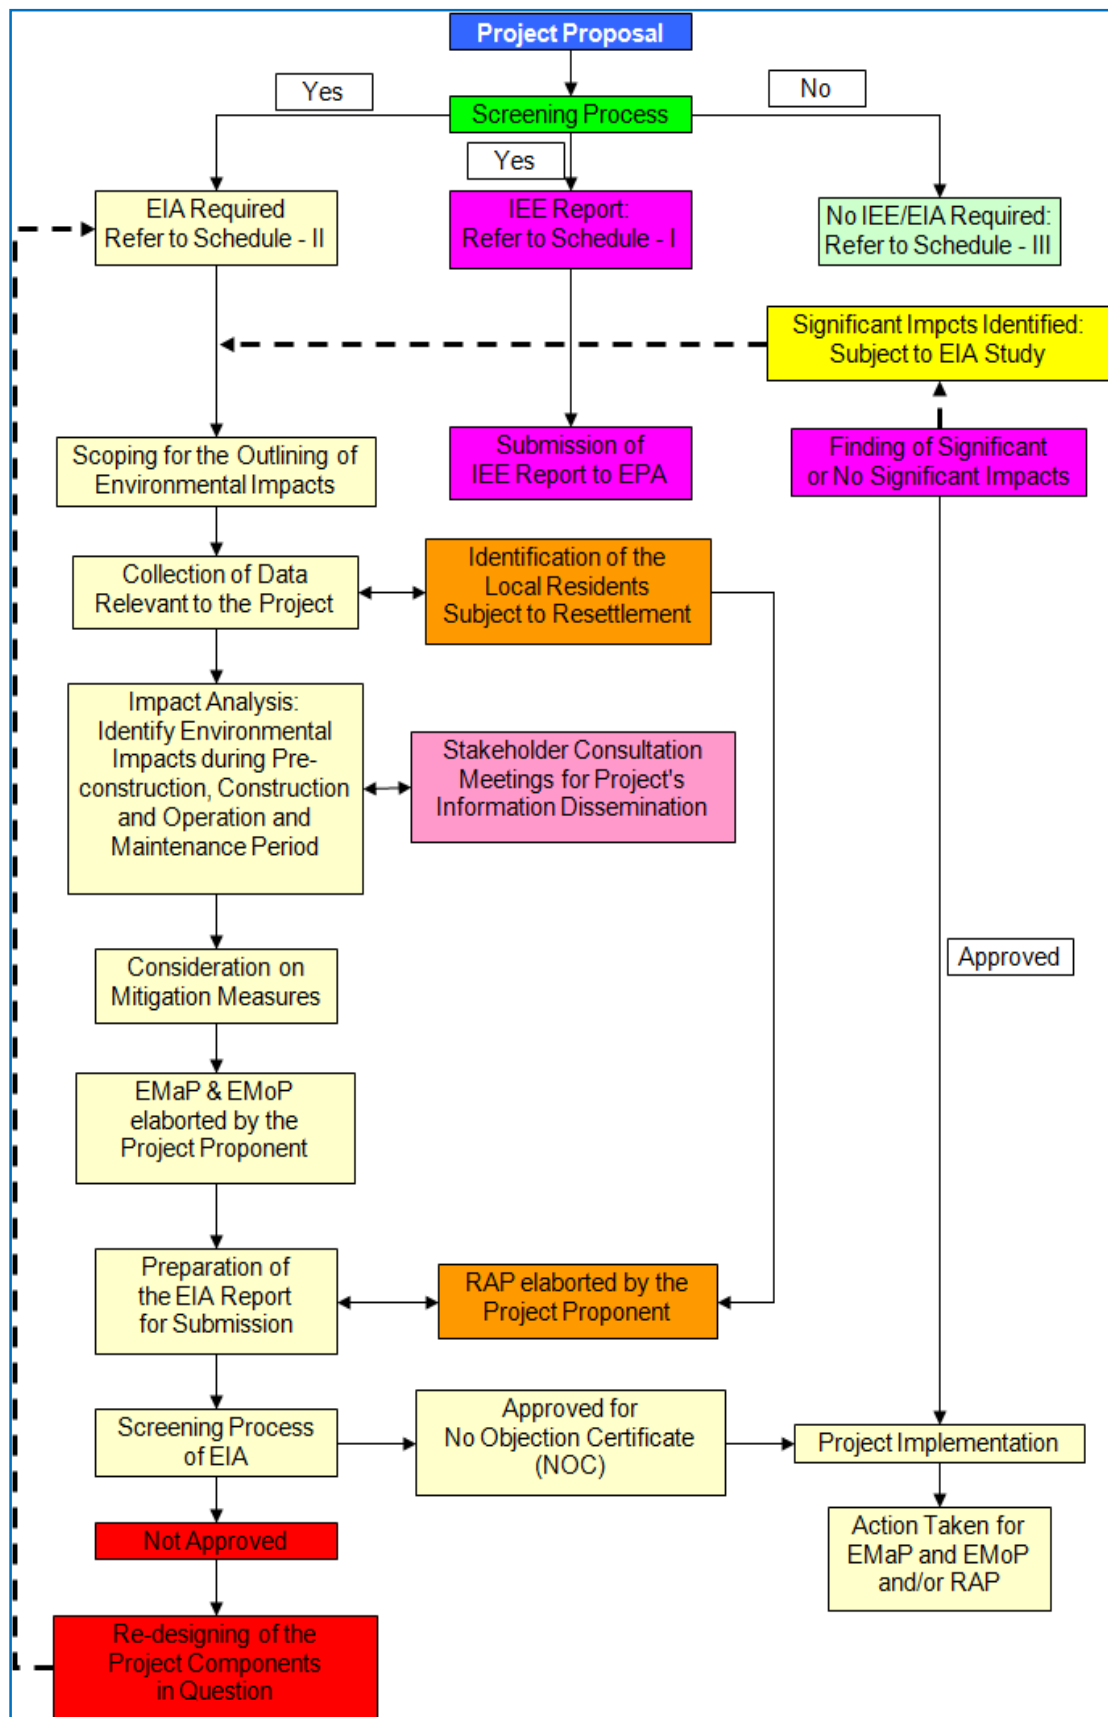 Project Proposal
Yes
No
Screening Process
Yes
EIA Required
Refer to Schedule - II
IEE Report:
Refer to Schedule - I
No IEE/EIA Required:
Refer to Schedule - III
Significant Impcts Identified:
Subject to EIA Study
Scoping for the Outlining of
Environmental Impacts
Submission of
IEE Report to EPA
Finding of Significant
or No Significant Impacts
Collection of Data
Relevant to the Project
Identification of the
Local Residents
Subject to Resettlement
Impact Analysis:
Identify Environmental
Impacts during Pre-
construction, Construction
and Operation and
Maintenance Period
Stakeholder Consultation
Meetings for Project's
Information Dissemination
Consideration on
Mitigation Measures
Approved
EMaP & EMoP
elaborted by the
Project Proponent
Preparation of
the EIA Report
for Submission
RAP elaborted by the
Project Proponent
Screening Process
of EIA
Approved for
No Objection Certificate
(NOC)
Project Implementation
Not Approved
Action Taken for
EMaP and EMoP
and/or RAP
Re-designing of the
Project Components
in Question